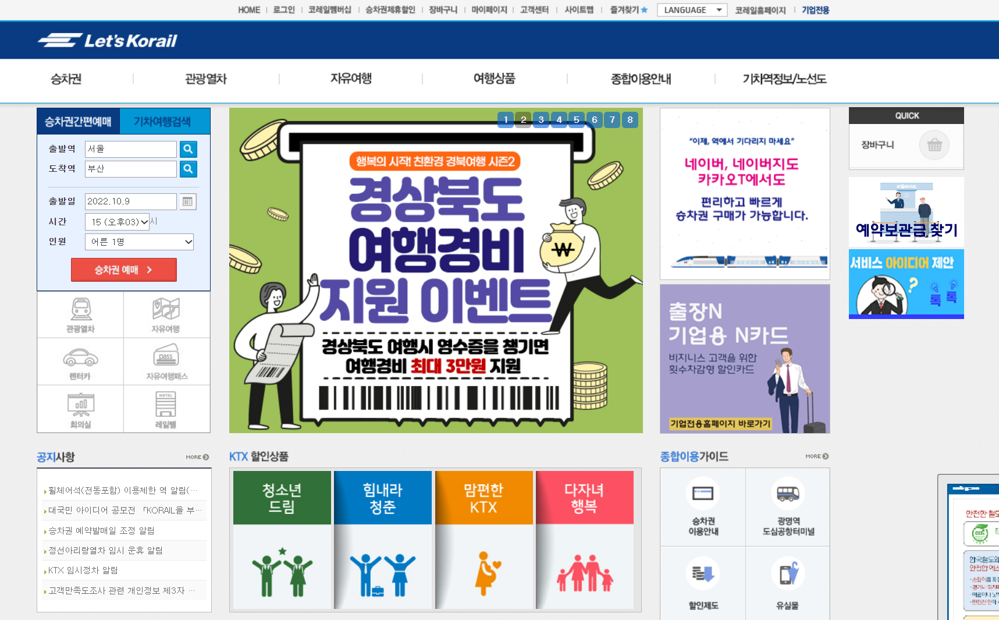 HOME
로그인
코레일멤버십
승차권제휴할인
장바구니
마이페이지
고객센터
사이트맵
즐겨찾기
LANGUAGE
코레일홈페이지
기업전용
Let's Korail
승차권
관광열차
자유여행
여행상품
종합이용안내
기차역정보/노선도
승차권간편예매
기차여행검색
출발역
서울
도착역
부산
출발일
2022.10.9
시간
15 (오후03)
시
인원
어른 1명
승차권 예매
관광열차
자유여행
렌터카
pass
자유여행패스
회의실
HOTEL
레일텔
1 2 3 4 5 6 7 8
행복의 시작! 친환경 경북여행 시즌2
경상북도
여행경비
지원 이벤트
경상북도 여행시 영수증을 챙기면
여행경비 최대 3만원 지원
₩
“이제, 역에서 기다리지 마세요”
네이버, 네이버지도
카카오T에서도
편리하고 빠르게
승차권 구매가 가능합니다.
출장N
기업용 N카드
비지니스 고객을 위한
횟수차감형 할인카드
기업전용홈페이지 바로가기
QUICK
장바구니
KORAIL
예약보관금 찾기
서비스 아이디어 제안
?
톡 톡
공지사항
MORE
휠체어석(전동포함) 이용제한 역 알림(…
대국민 아이디어 공모전 「KORAIL을 부…
승차권 예약발매일 조정 알림
정선아리랑열차 임시 운휴 알림
KTX 임시정차 알림
고객만족도조사 관련 개인정보 제3자 …
KTX 할인상품
청소년
드림
힘내라
청춘
맘편한
KTX
다자녀
행복
종합이용가이드
MORE
승차권
이용안내
광명역
도심공항터미널
할인제도
유실물